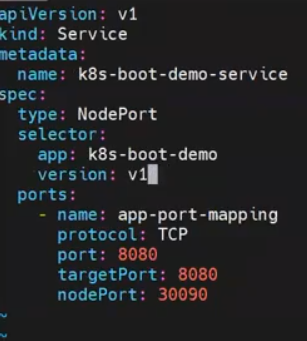 apiVersion: v1
kind: Service
metadata:
  name: k8s-boot-demo-service
spec:
  type: NodePort
  selector:
    app: k8s-boot-demo
    version: v1
  ports:
    - name: app-port-mapping
      protocol: TCP
      port: 8080
      targetPort: 8080
      nodePort: 30090
~
~